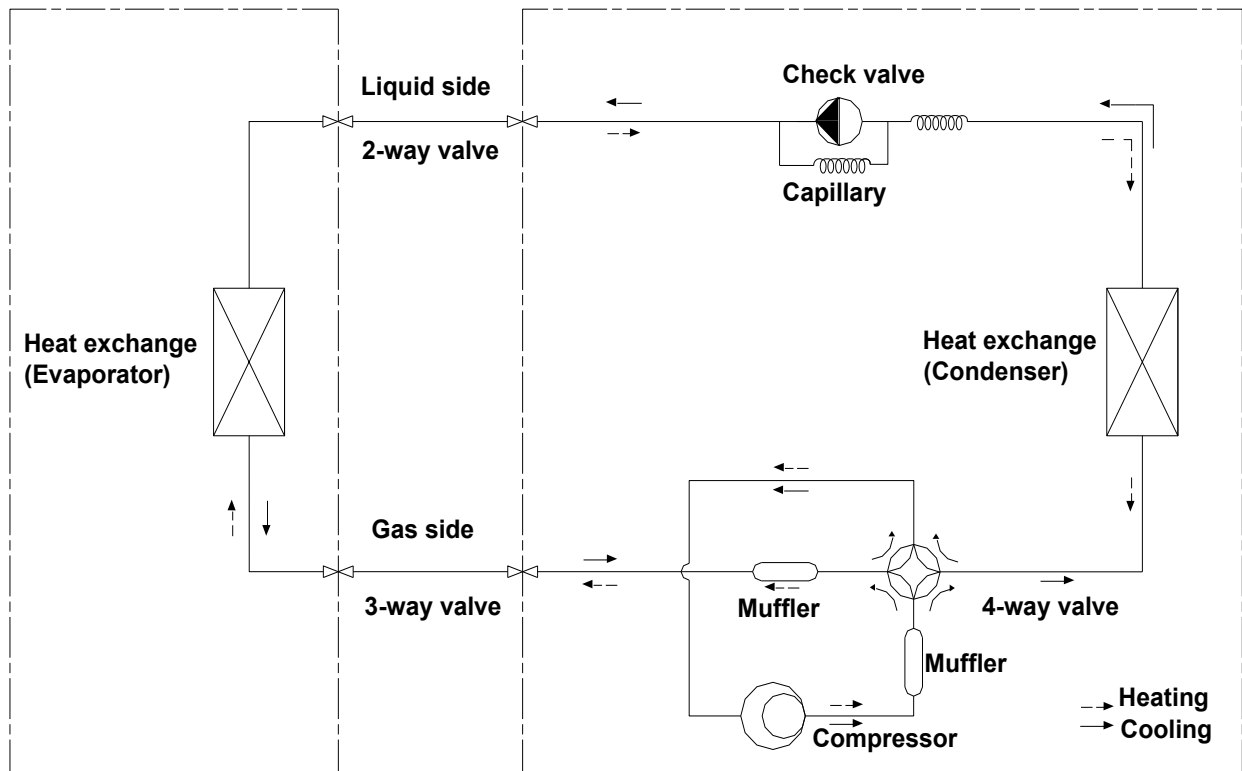 Check valve
Liquid side
2-way valve
Capillary
Heat exchange
(Evaporator)
Heat exchange
(Condenser)
Gas side
3-way valve
Muffler
4-way valve
Muffler
Compressor
Heating
Cooling